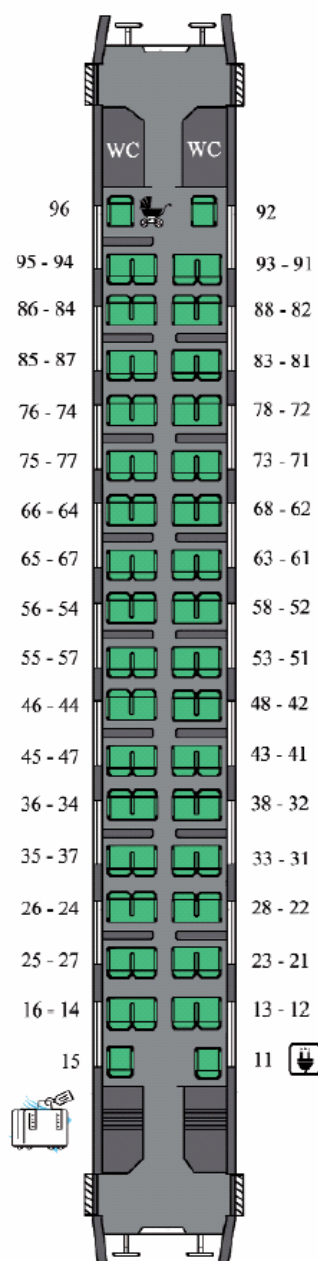 WC WC
96 92
95 - 94 93 - 91
86 - 84 88 - 82
85 - 87 83 - 81
76 - 74 78 - 72
75 - 77 73 - 71
66 - 64 68 - 62
65 - 67 63 - 61
56 - 54 58 - 52
55 - 57 53 - 51
46 - 44 48 - 42
45 - 47 43 - 41
36 - 34 38 - 32
35 - 37 33 - 31
26 - 24 28 - 22
25 - 27 23 - 21
16 - 14 13 - 12
15 11